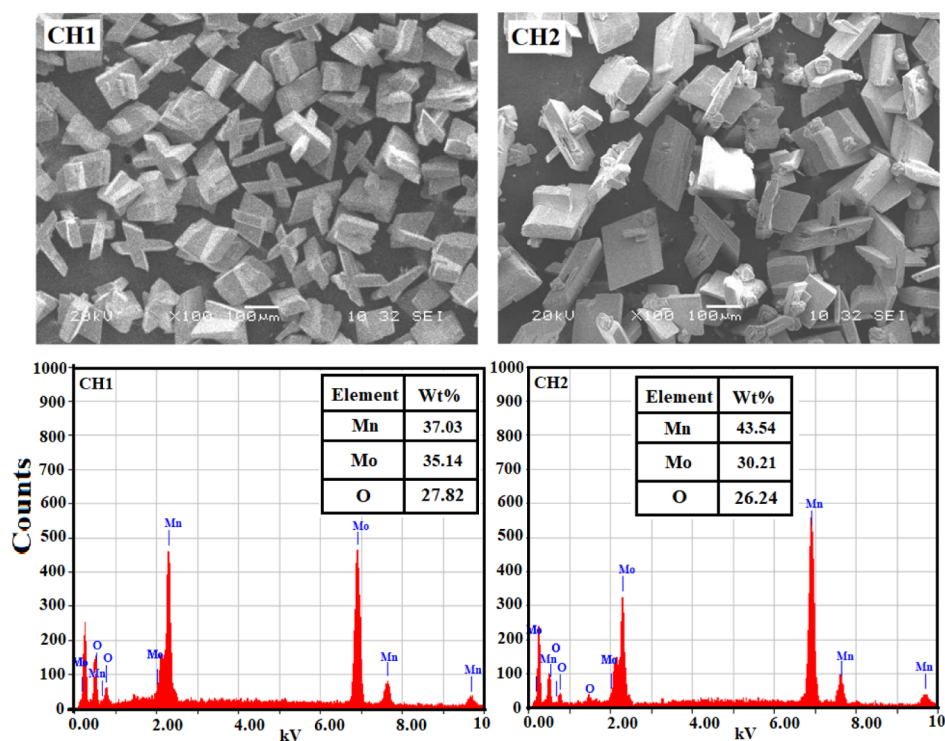 CH1
20kV X100 100µm 10 32 SEI
CH2
20kV X100 100µm 10 32 SEI
CH1
Element Wt%
Mn 37.03
Mo 35.14
O 27.82
1000
900
800
700
600
500
400
300
200
100
0
Counts
Mo
Mn
O
O
Mo
Mn
Mo
Mn
Mn
0.00 2.00 4.00 6.00 8.00 10
kV
CH2
Element Wt%
Mn 43.54
Mo 30.21
O 26.24
1000
900
800
700
600
500
400
300
200
100
0
Mo
Mn
O
O
O
Mo
Mo
Mn
Mn
Mn
0.00 2.00 4.00 6.00 8.00 10
kV